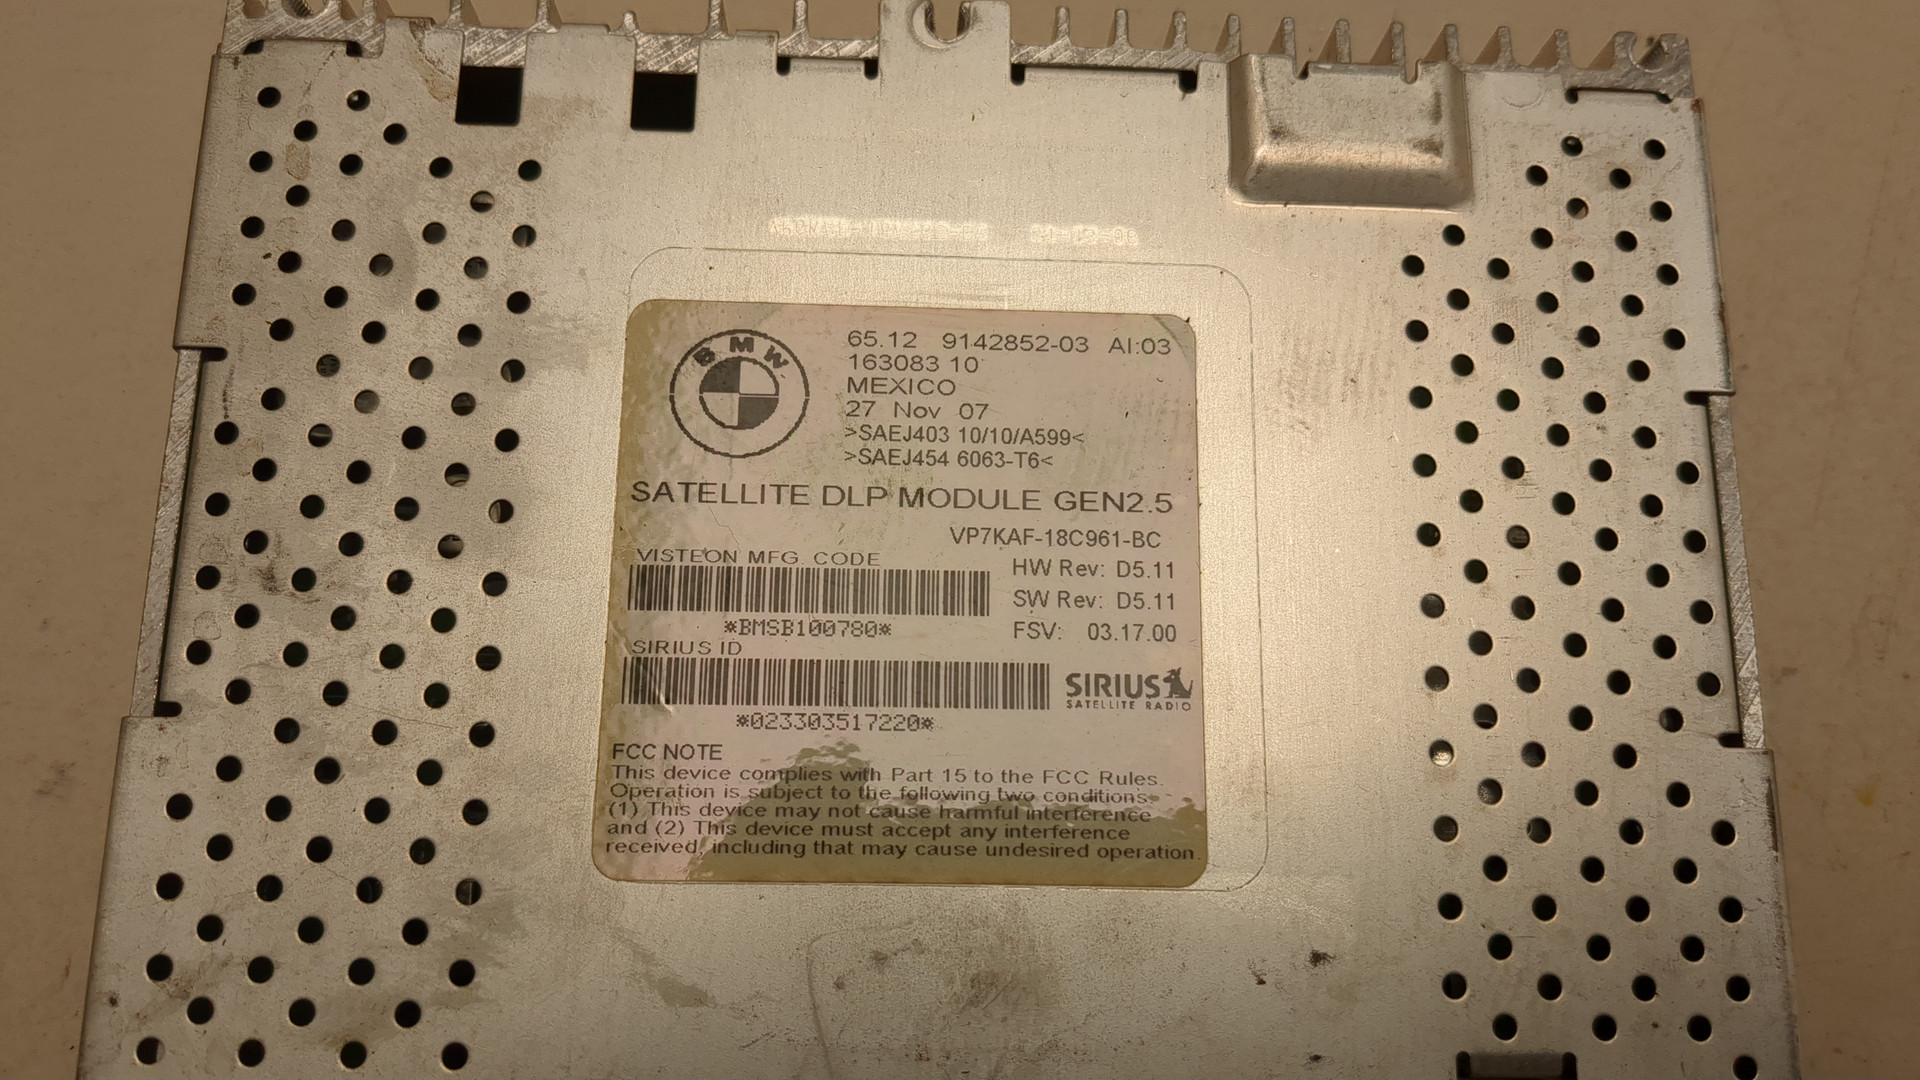 BMW
65.12 9142852-03 AI:03
163083 10
MEXICO
27 Nov 07
>SAEJ403 10/10/A599<
>SAEJ454 6063-T6<
SATELLITE DLP MODULE GEN2.5
VP7KAF-18C961-BC
VISTEON MFG. CODE
HW Rev: D5.11
SW Rev: D5.11
*BMSB100780*
FSV: 03.17.00
SIRIUS ID
SIRIUS
SATELLITE RADIO
*023303517220*
FCC NOTE
This device complies with Part 15 to the FCC Rules.
Operation is subject to the following two conditions:
(1) This device may not cause harmful interference
and (2) This device must accept any interference
received, including that may cause undesired operation.